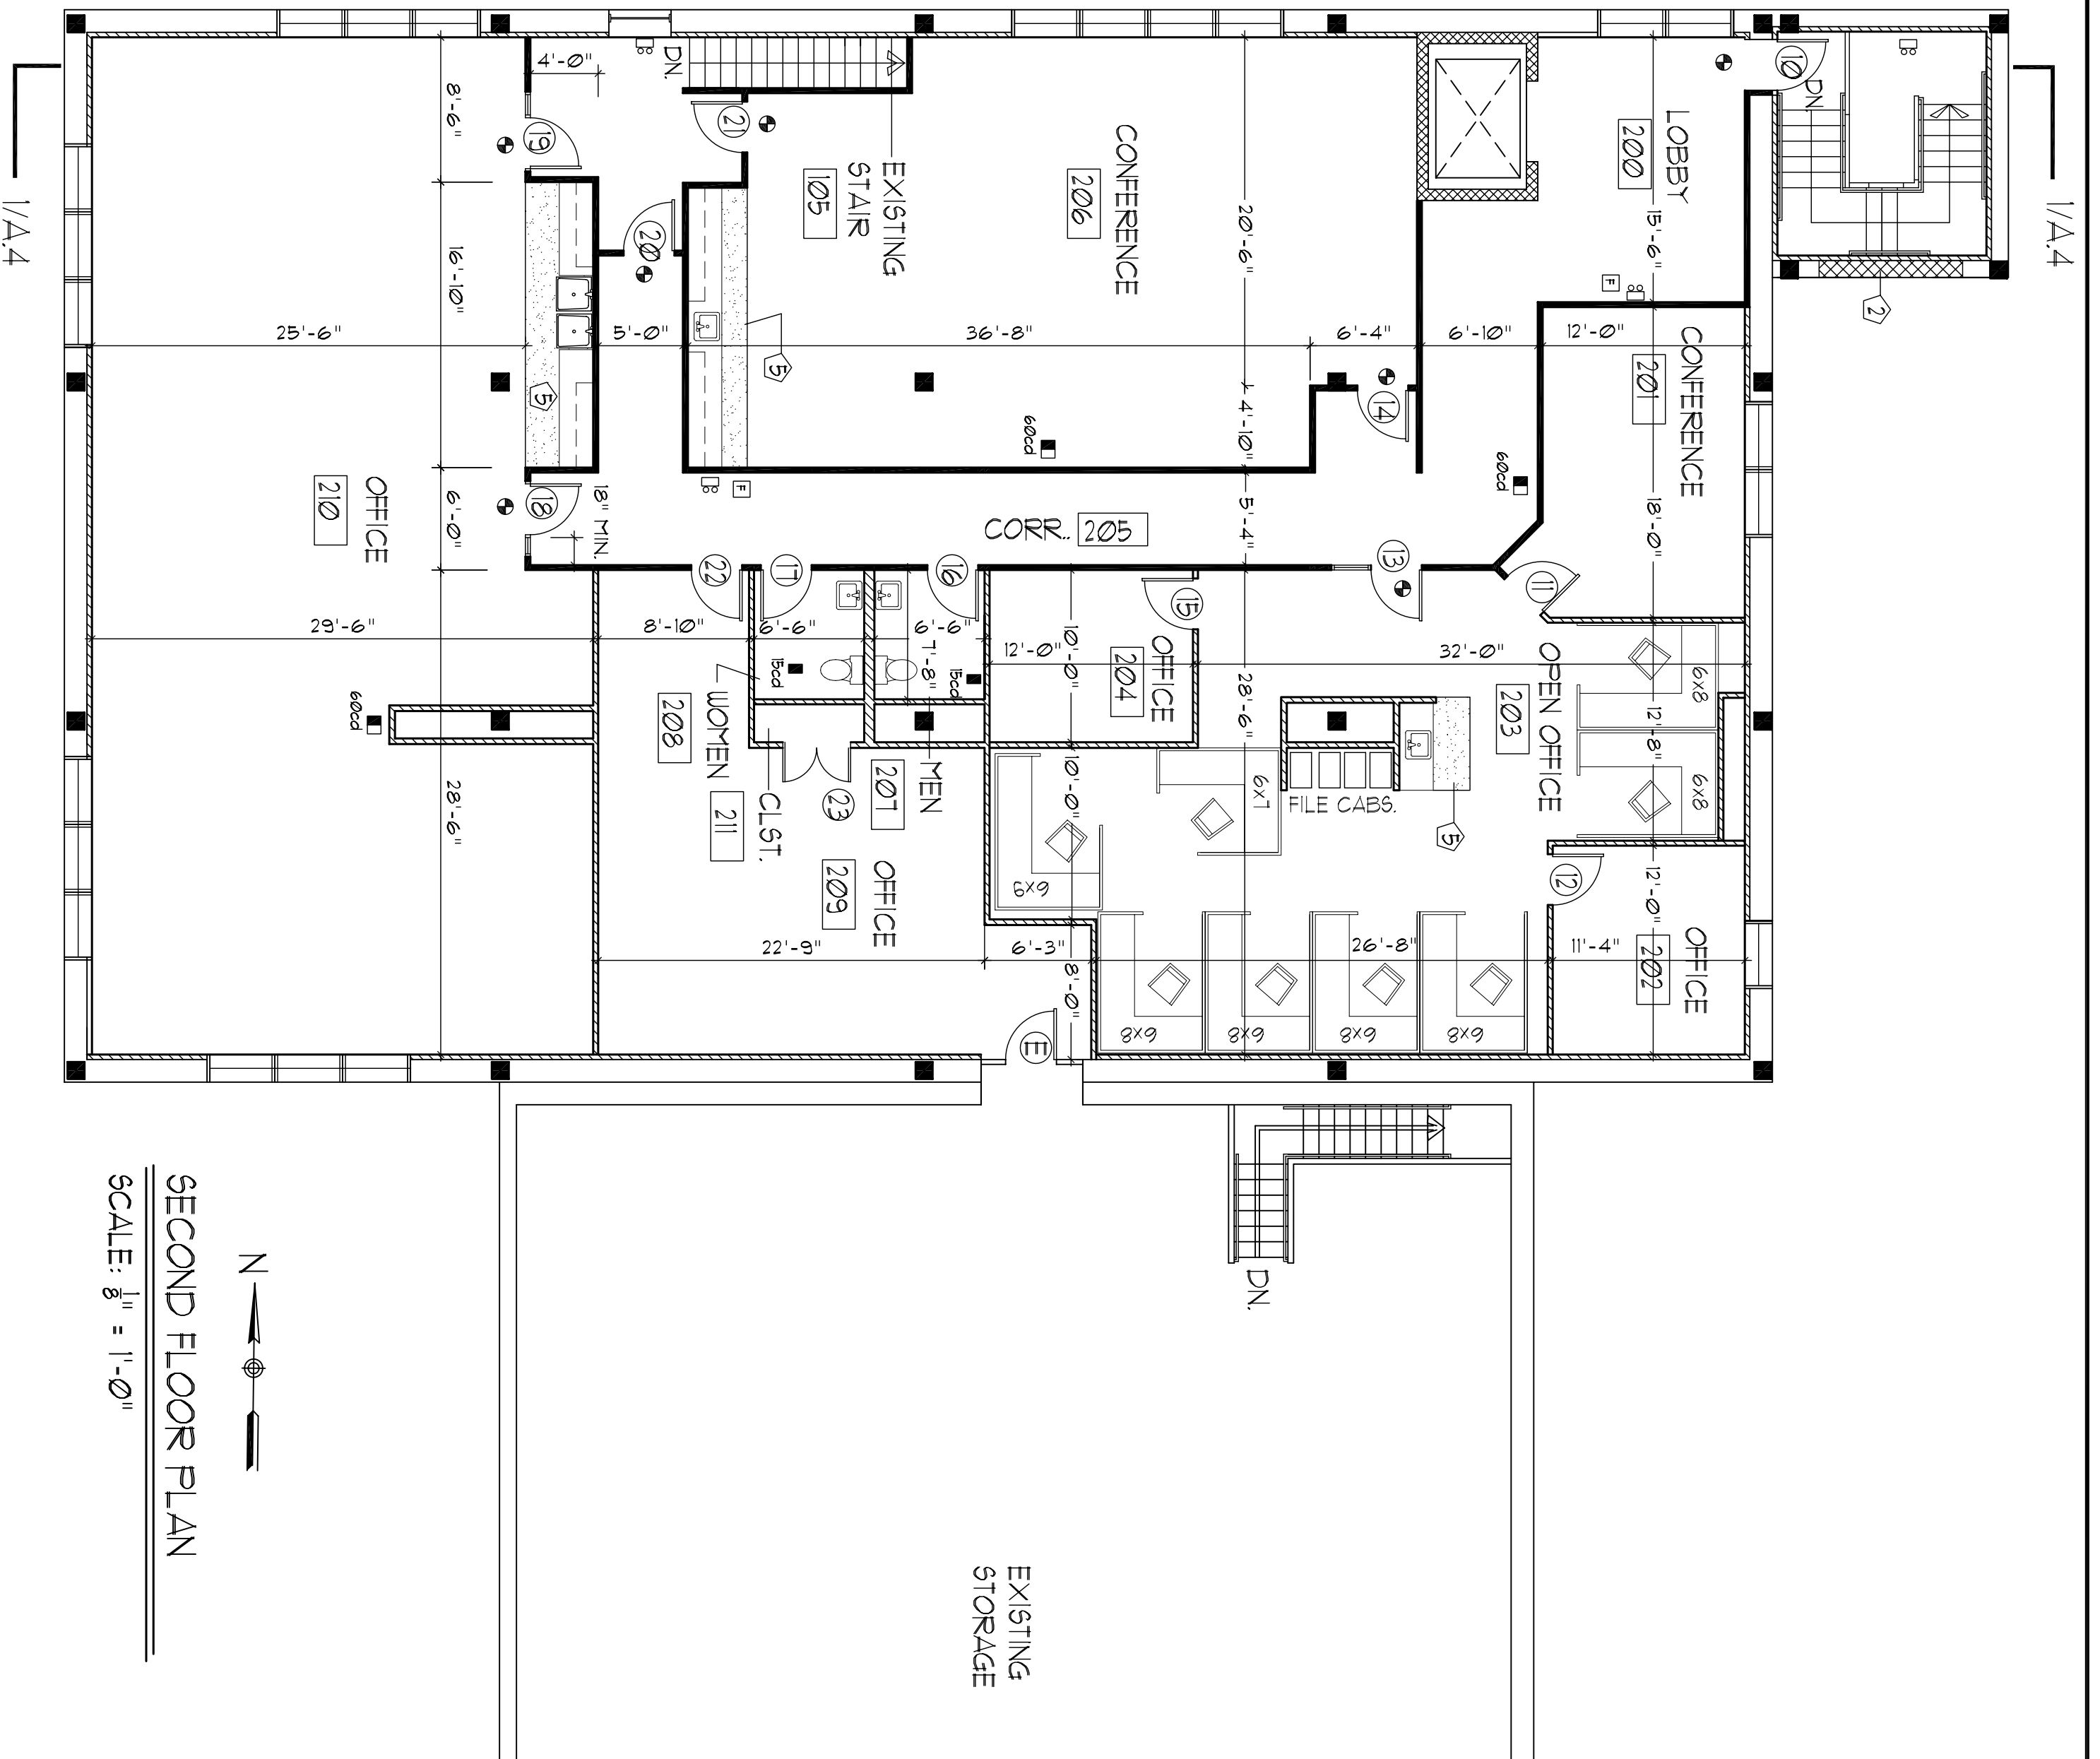 1/A.4
1/A.4
10
DN.
2
LOBBY
200
15'-6"
F
CONFERENCE
201
12'-0"
18'-0"
60cd
11
6'-10"
6'-4"
14
CONFERENCE
206
20'-6"
4'-10"
36'-8"
60cd
5
EXISTING
STAIR
105
DN.
21
4'-0"
19
20
8'-6"
16'-10"
25'-6"
5'-0"
5
6'-0"
18
18" MIN.
F
CORR. 205
5'-4"
13
22
17
16
15
OFFICE
210
29'-6"
8'-10"
6'-6"
6'-6"
7'-8"
15cd
15cd
12'-0"
10'-0"
OFFICE
204
32'-0"
28'-6"
OPEN OFFICE
203
6x8
6x8
12'-8"
60cd
28'-6"
WOMEN
208
CLST.
211
23
MEN
207
OFFICE
209
10'-0"
6x7
FILE CABS.
5
6x9
12
12'-0"
OFFICE
202
11'-4"
22'-9"
6'-3"
8'-0"
26'-8"
8x9
8x9
8x9
8x9
E
DN.
EXISTING
STORAGE
N
SECOND FLOOR PLAN
SCALE: 1/8" = 1'-0"